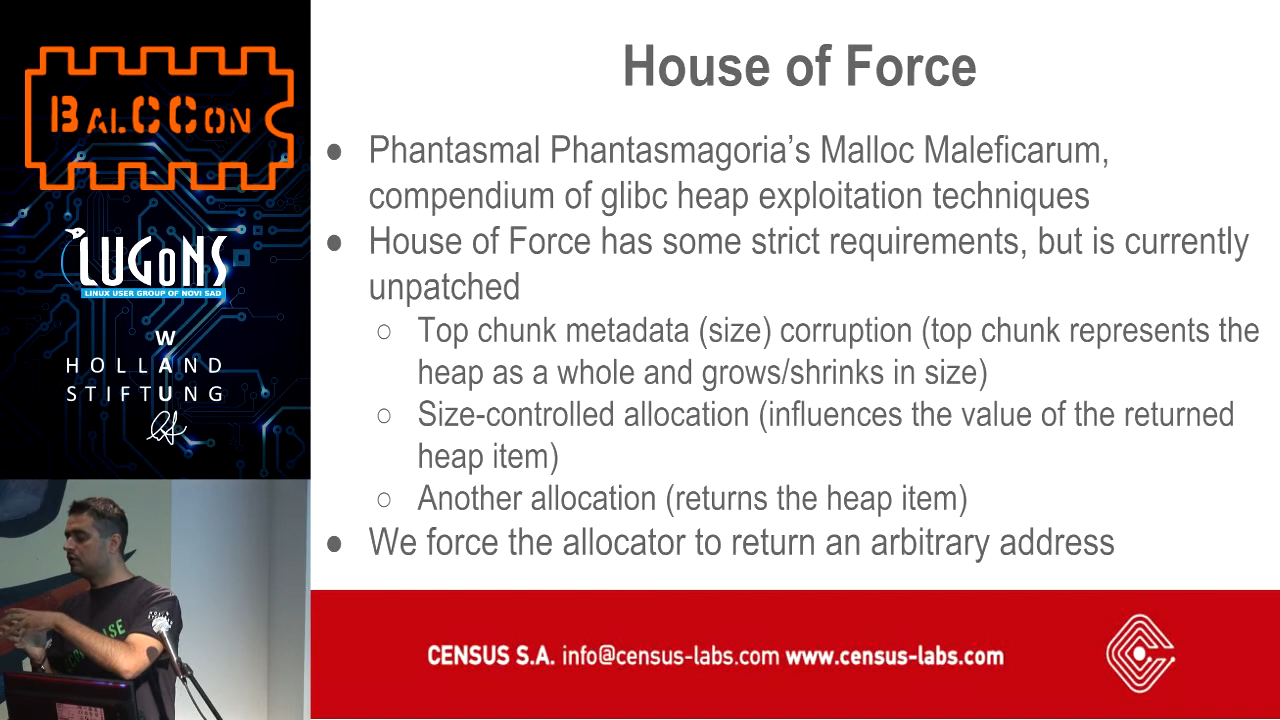 House of Force
BALCCON
● Phantasmal Phantasmagoria’s Malloc Maleficarum,
compendium of glibc heap exploitation techniques
● House of Force has some strict requirements, but is currently
unpatched
○ Top chunk metadata (size) corruption (top chunk represents the
heap as a whole and grows/shrinks in size)
○ Size-controlled allocation (influences the value of the returned
heap item)
○ Another allocation (returns the heap item)
● We force the allocator to return an arbitrary address
LUGoNS
LINUX USER GROUP OF NOVI SAD
W
HOLLAND
STIFTUNG
CENSUS S.A. info@census-labs.com www.census-labs.com